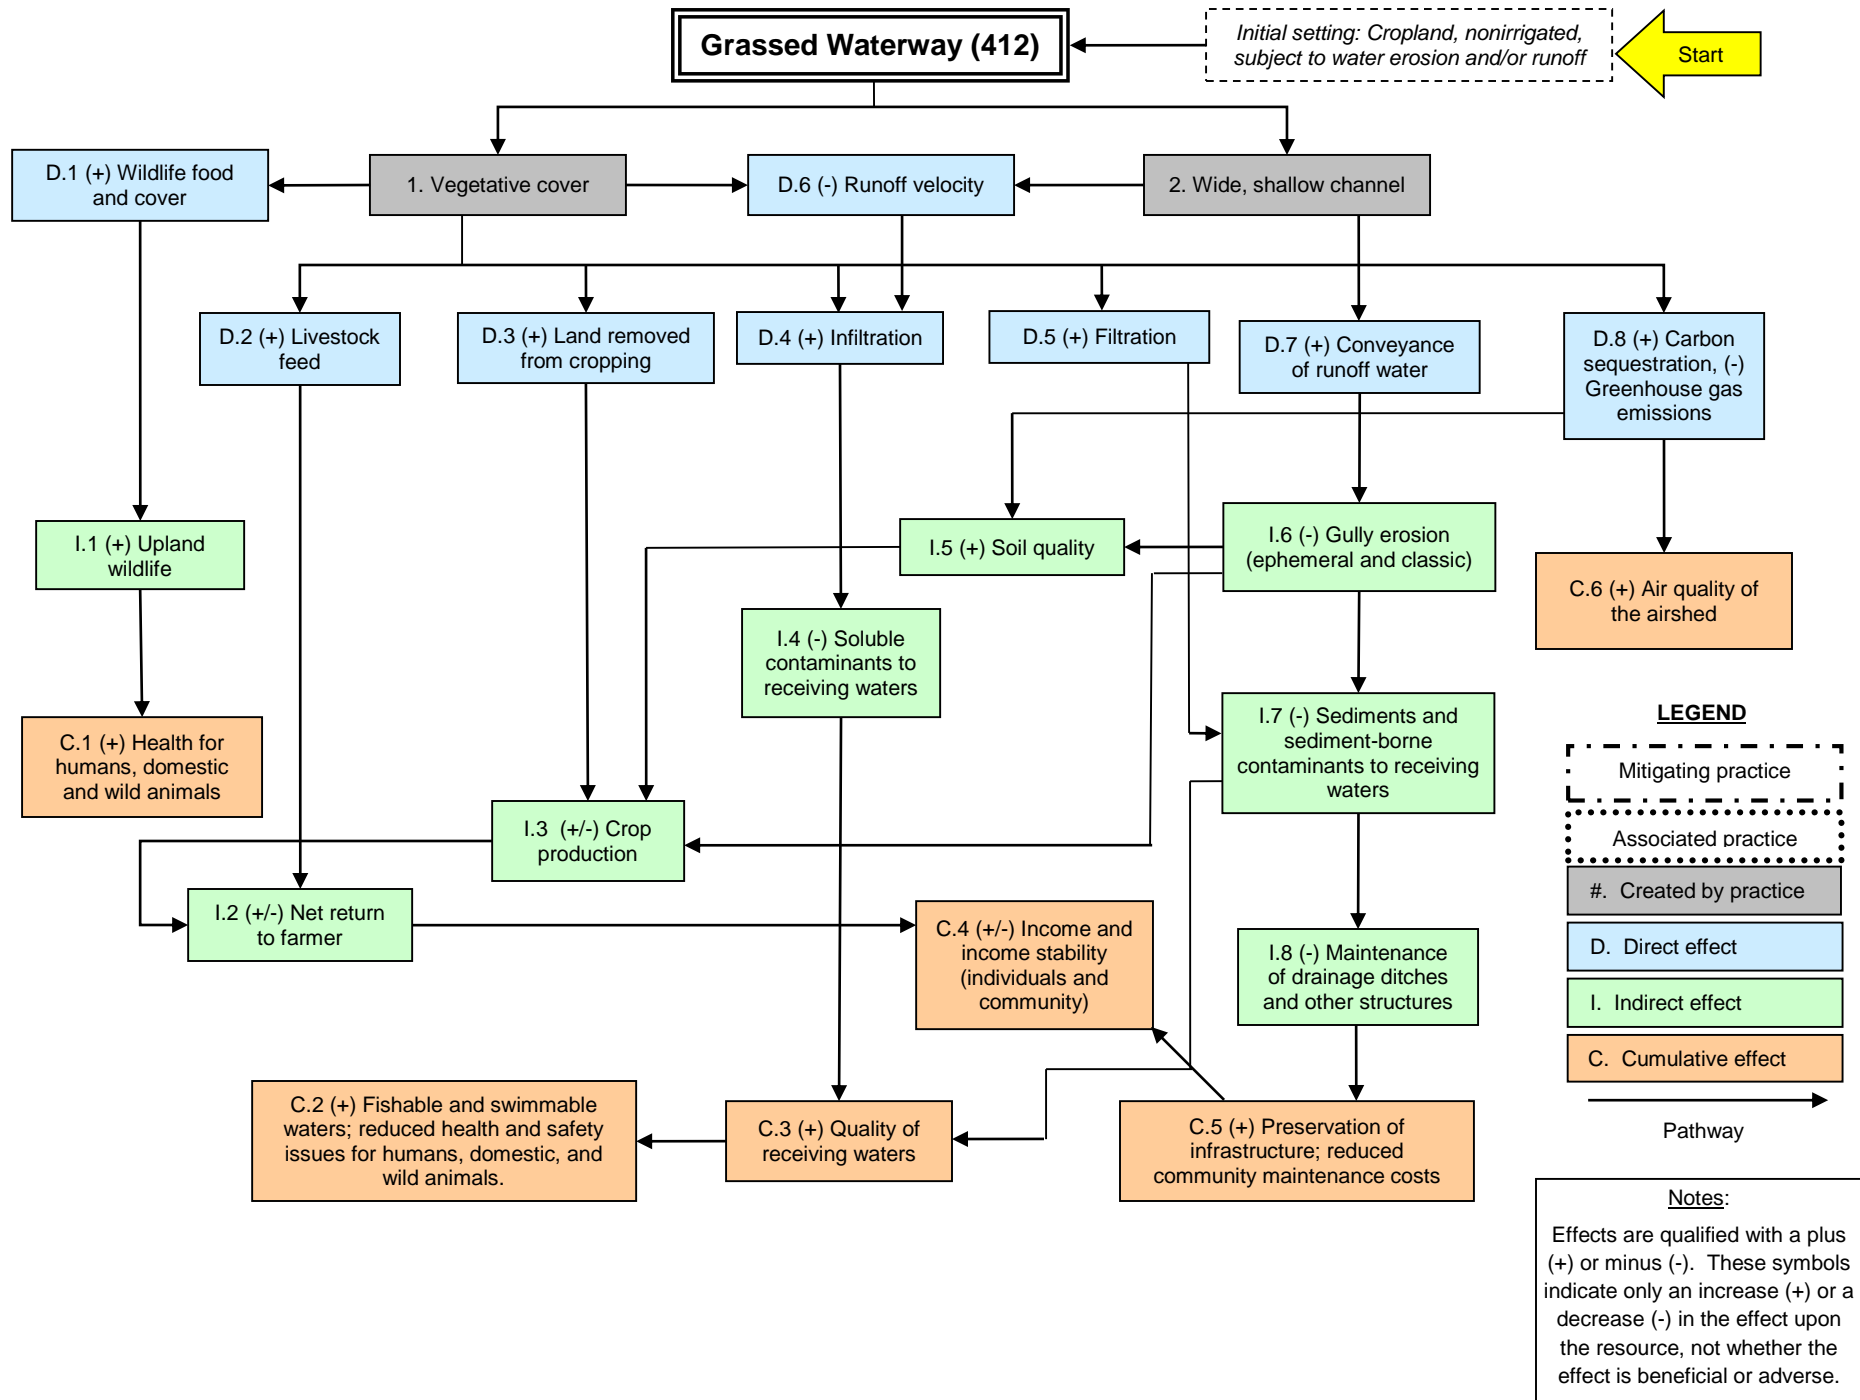 Grassed Waterway (412)
Initial setting: Cropland, nonirrigated,
subject to water erosion and/or runoff
Start
D.1 (+) Wildlife food
and cover
1. Vegetative cover
D.6 (-) Runoff velocity
2. Wide, shallow channel
D.2 (+) Livestock
feed
D.3 (+) Land removed
from cropping
D.4 (+) Infiltration
D.5 (+) Filtration
D.7 (+) Conveyance
of runoff water
D.8 (+) Carbon
sequestration, (-)
Greenhouse gas
emissions
I.1 (+) Upland
wildlife
I.5 (+) Soil quality
I.6 (-) Gully erosion
(ephemeral and classic)
C.6 (+) Air quality of
the airshed
I.4 (-) Soluble
contaminants to
receiving waters
C.1 (+) Health for
humans, domestic
and wild animals
I.7 (-) Sediments and
sediment-borne
contaminants to receiving
waters
I.3  (+/-) Crop
production
I.2 (+/-) Net return
to farmer
C.4 (+/-) Income and
income stability
(individuals and
community)
I.8 (-) Maintenance
of drainage ditches
and other structures
C.2 (+) Fishable and swimmable
waters; reduced health and safety
issues for humans, domestic, and
wild animals.
C.3 (+) Quality of
receiving waters
C.5 (+) Preservation of
infrastructure; reduced
community maintenance costs
LEGEND
Mitigating practice
Associated practice
#.  Created by practice
D.  Direct effect
I.  Indirect effect
C.  Cumulative effect
Pathway
Notes:
Effects are qualified with a plus
(+) or minus (-).  These symbols
indicate only an increase (+) or a
decrease (-) in the effect upon
the resource, not whether the
effect is beneficial or adverse.